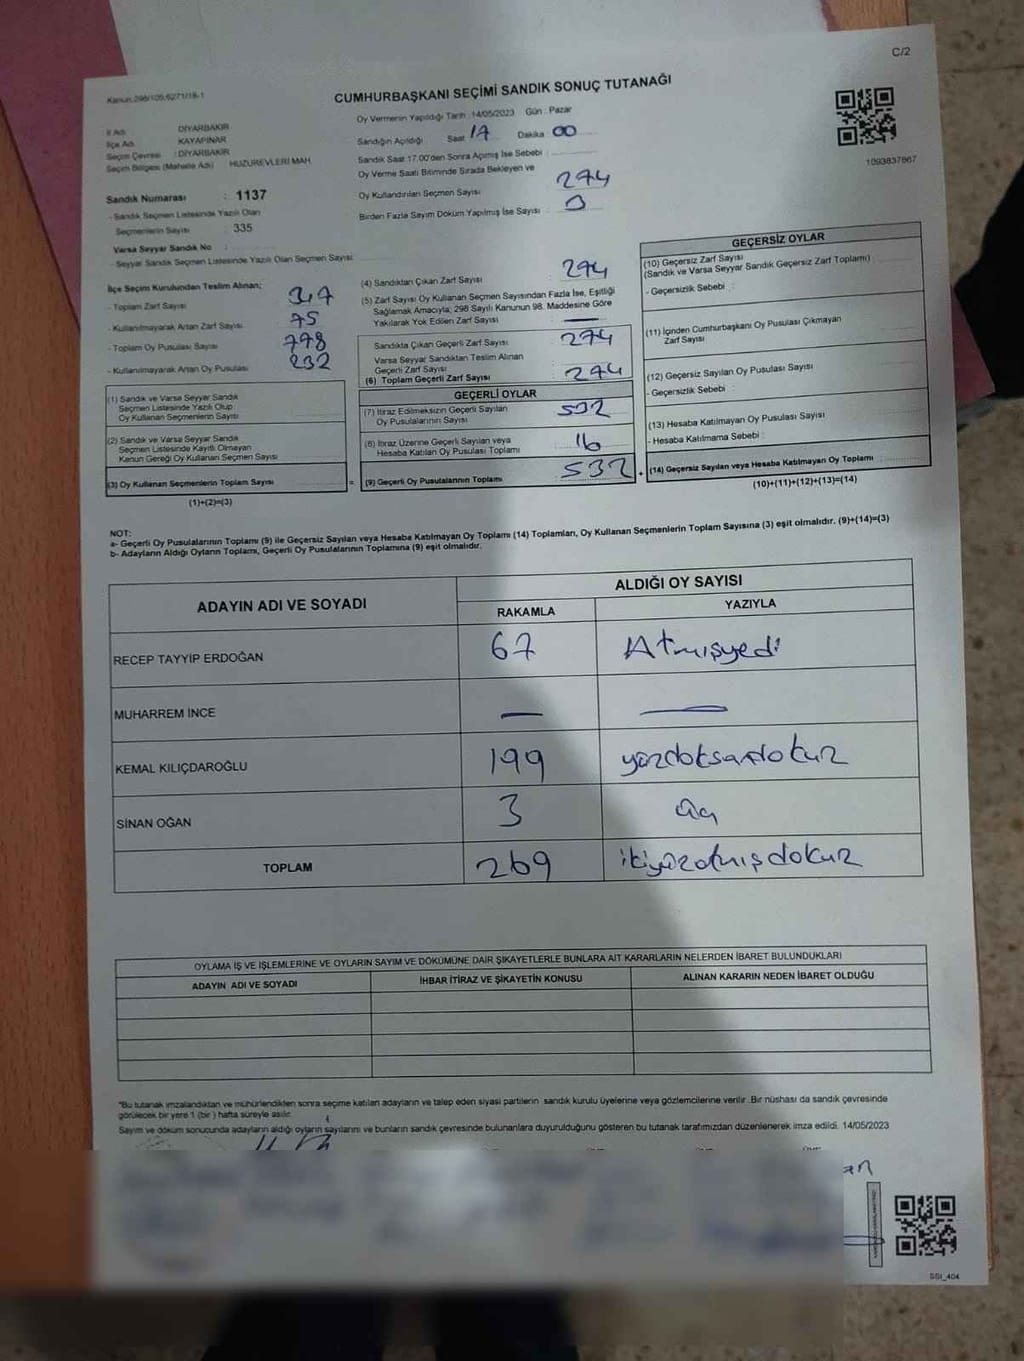 C/2
Kanun.298/105.6271/18-1
CUMHURBAŞKANI SEÇİMİ SANDIK SONUÇ TUTANAĞI
İl Adı DİYARBAKIR
İlçe Adı KAYAPINAR
Seçim Çevresi : DİYARBAKIR
Seçim Bölgesi (Mahalle Adı) HUZUREVLERİ MAH.
Sandık Numarası : 1137
- Sandık Seçmen Listesinde Yazılı Olan
Seçmenlerin Sayısı : 335
Varsa Seyyar Sandık No :
- Seyyar Sandık Seçmen Listesinde Yazılı Olan Seçmen Sayısı:
Oy Vermenin Yapıldığı Tarih :14/05/2023 Gün : Pazar
Sandığın Açıldığı Saat 17 Dakika 00
Sandık Saat 17.00'den Sonra Açımış İse Sebebi :
Oy Verme Saati Bitiminde Sırada Bekleyen ve
Oy Kullandırılan Seçmen Sayısı 274
Birden Fazla Sayım Döküm Yapılmış İse Sayısı :
1093837867
İlçe Seçim Kurulundan Teslim Alınan;
- Toplam Zarf Sayısı 347
- Kullanılmayarak Artan Zarf Sayısı 75
- Toplam Oy Pusulası Sayısı 778
- Kullanılmayarak Artan Oy Pusulası 232
(4) Sandıktan Çıkan Zarf Sayısı 274
(5) Zarf Sayısı Oy Kullanan Seçmen Sayısından Fazla İse, Eşitliği
Sağlamak Amacıyla; 298 Sayılı Kanunun 98. Maddesine Göre
Yakılarak Yok Edilen Zarf Sayısı —
Sandıkta Çıkan Geçerli Zarf Sayısı 274
Varsa Seyyar Sandıktan Teslim Alınan
Geçerli Zarf Sayısı
(6) Toplam Geçerli Zarf Sayısı 274
GEÇERLİ OYLAR
(7) İtiraz Edilmeksizin Geçerli Sayılan
Oy Pusulalarının Sayısı 532
(8) İtiraz Üzerine Geçerli Sayılan veya
Hesaba Katılan Oy Pusulası Toplamı 16
(9) Geçerli Oy Pusulalarının Toplamı 532
(1) Sandık ve Varsa Seyyar Sandık
Seçmen Listesinde Yazılı Olup
Oy Kullanan Seçmenlerin Sayısı
(2) Sandık ve Varsa Seyyar Sandık
Seçmen Listesinde Kayıtlı Olmayan
Kanun Gereği Oy Kullanan Seçmen Sayısı
(3) Oy Kullanan Seçmenlerin Toplam Sayısı =
(1)+(2)=(3)
GEÇERSİZ OYLAR
(10) Geçersiz Zarf Sayısı
(Sandık ve Varsa Seyyar Sandık Geçersiz Zarf Toplamı) :
- Geçersizlik Sebebi :
(11) İçinden Cumhurbaşkanı Oy Pusulası Çıkmayan
Zarf Sayısı
(12) Geçersiz Sayılan Oy Pusulası Sayısı
- Geçersizlik Sebebi :
(13) Hesaba Katılmayan Oy Pusulası Sayısı
- Hesaba Katılmama Sebebi :
+ (14) Geçersiz Sayılan veya Hesaba Katılmayan Oy Toplamı :
(10)+(11)+(12)+(13)=(14)
NOT:
a- Geçerli Oy Pusulalarının Toplamı (9) ile Geçersiz Sayılan veya Hesaba Katılmayan Oy Toplamı (14) Toplamları, Oy Kullanan Seçmenlerin Toplam Sayısına (3) eşit olmalıdır. (9)+(14)=(3)
b- Adayların Aldığı Oyların Toplamı, Geçerli Oy Pusulalarının Toplamına (9) eşit olmalıdır.
ADAYIN ADI VE SOYADI ALDIĞI OY SAYISI
RAKAMLA YAZIYLA
RECEP TAYYİP ERDOĞAN 67 Atmışyedi
MUHARREM İNCE — —
KEMAL KILIÇDAROĞLU 199 yüzdoksandokuz
SİNAN OĞAN 3 üç
TOPLAM 269 ikiyüzatmışdokuz
OYLAMA İŞ VE İŞLEMLERİNE VE OYLARIN SAYIM VE DÖKÜMÜNE DAİR ŞİKAYETLERLE BUNLARA AİT KARARLARIN NELERDEN İBARET BULUNDUKLARI
ADAYIN ADI VE SOYADI İHBAR İTİRAZ VE ŞİKAYETİN KONUSU ALINAN KARARIN NEDEN İBARET OLDUĞU
*Bu tutanak imzalandıktan ve mühürlendikten sonra seçime katılan adayların ve talep eden siyasi partilerin sandık kurulu üyelerine veya gözlemcilerine verilir. Bir nüshası da sandık çevresinde
görülecek bir yere 1 (bir ) hafta süreyle asılır.
Sayım ve döküm sonucunda adayların aldığı oyların sayılarını ve bunların sandık çevresinde bulunanlara duyurulduğunu gösteren bu tutanak tarafımızdan düzenlenerek imza edildi. 14/05/2023
SSI_404